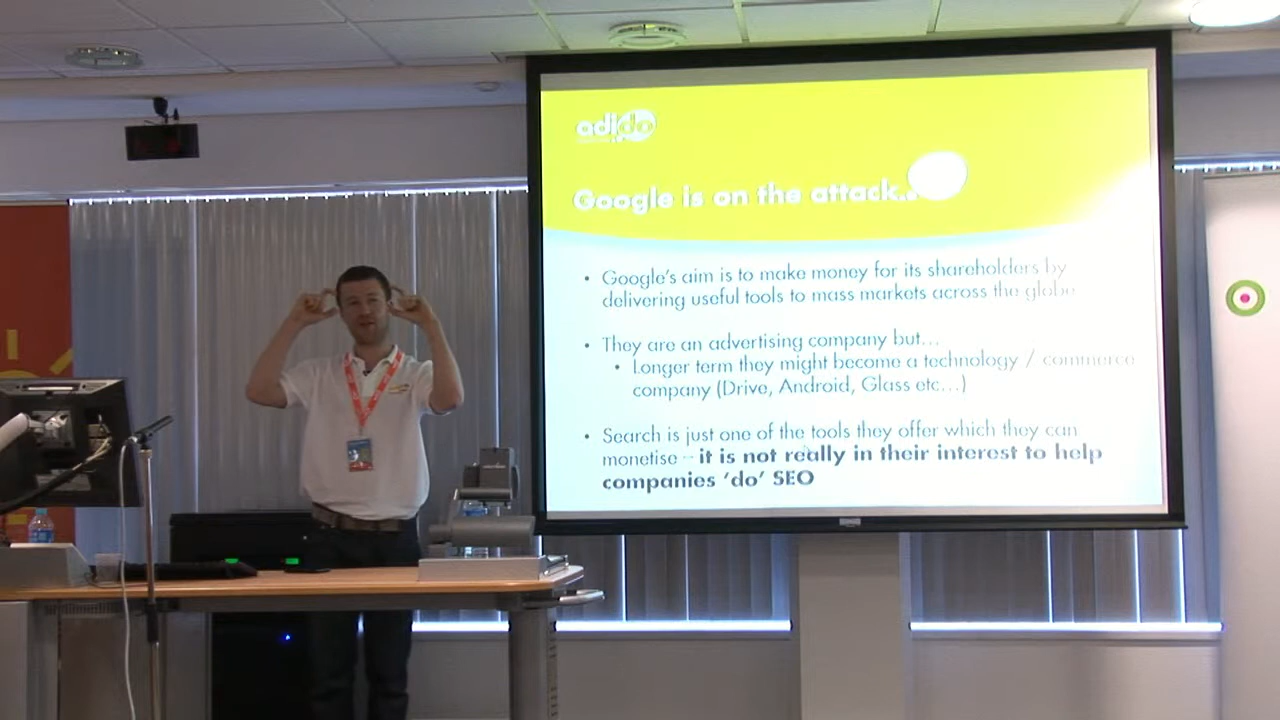 adido
Google is on the attack...
• Google's aim is to make money for its shareholders by
delivering useful tools to mass markets across the globe
• They are an advertising company but...
• Longer term they might become a technology / commerce
company (Drive, Android, Glass etc...)
• Search is just one of the tools they offer which they can
monetise – it is not really in their interest to help
companies 'do' SEO